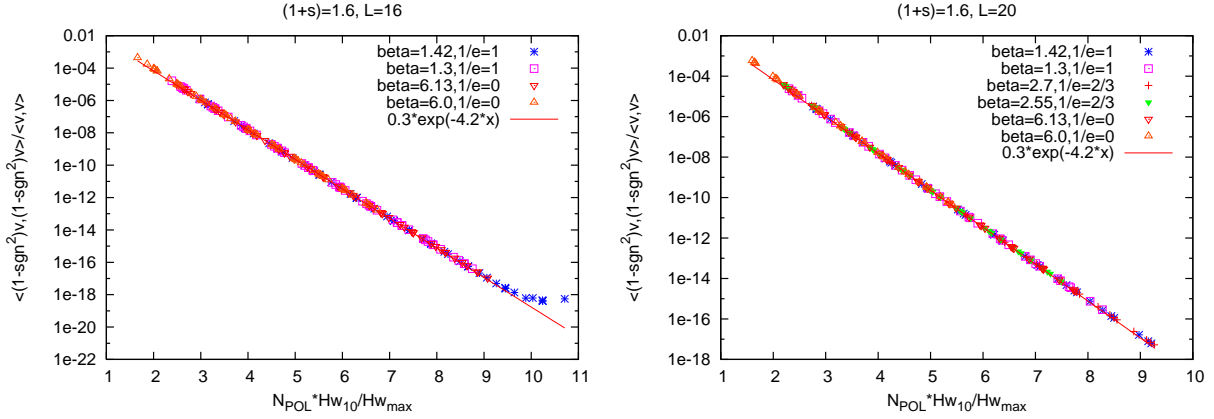 (1+s)=1.6, L=16
<(1-sgn²)v,(1-sgn²)v>/<v,v>
0.01
1e-04
1e-06
1e-08
1e-10
1e-12
1e-14
1e-16
1e-18
1e-20
1e-22
beta=1.42,1/e=1
beta=1.3,1/e=1
beta=6.13,1/e=0
beta=6.0,1/e=0
0.3*exp(-4.2*x)
1 2 3 4 5 6 7 8 9 10 11
N_POL*Hw_10/Hw_max
(1+s)=1.6, L=20
<(1-sgn²)v,(1-sgn²)v>/<v,v>
0.01
1e-04
1e-06
1e-08
1e-10
1e-12
1e-14
1e-16
1e-18
beta=1.42,1/e=1
beta=1.3,1/e=1
beta=2.7,1/e=2/3
beta=2.55,1/e=2/3
beta=6.13,1/e=0
beta=6.0,1/e=0
0.3*exp(-4.2*x)
1 2 3 4 5 6 7 8 9 10
N_POL*Hw_10/Hw_max